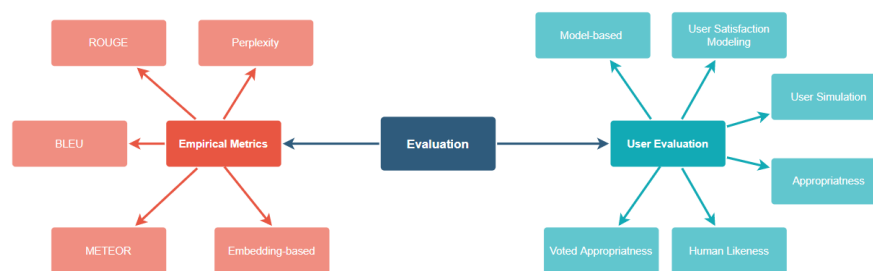 ROUGE
Perplexity
Model-based
User Satisfaction
Modeling
User Simulation
BLEU
Empirical Metrics
Evaluation
User Evaluation
Appropriatness
METEOR
Embedding-based
Voted Appropriatness
Human Likeness